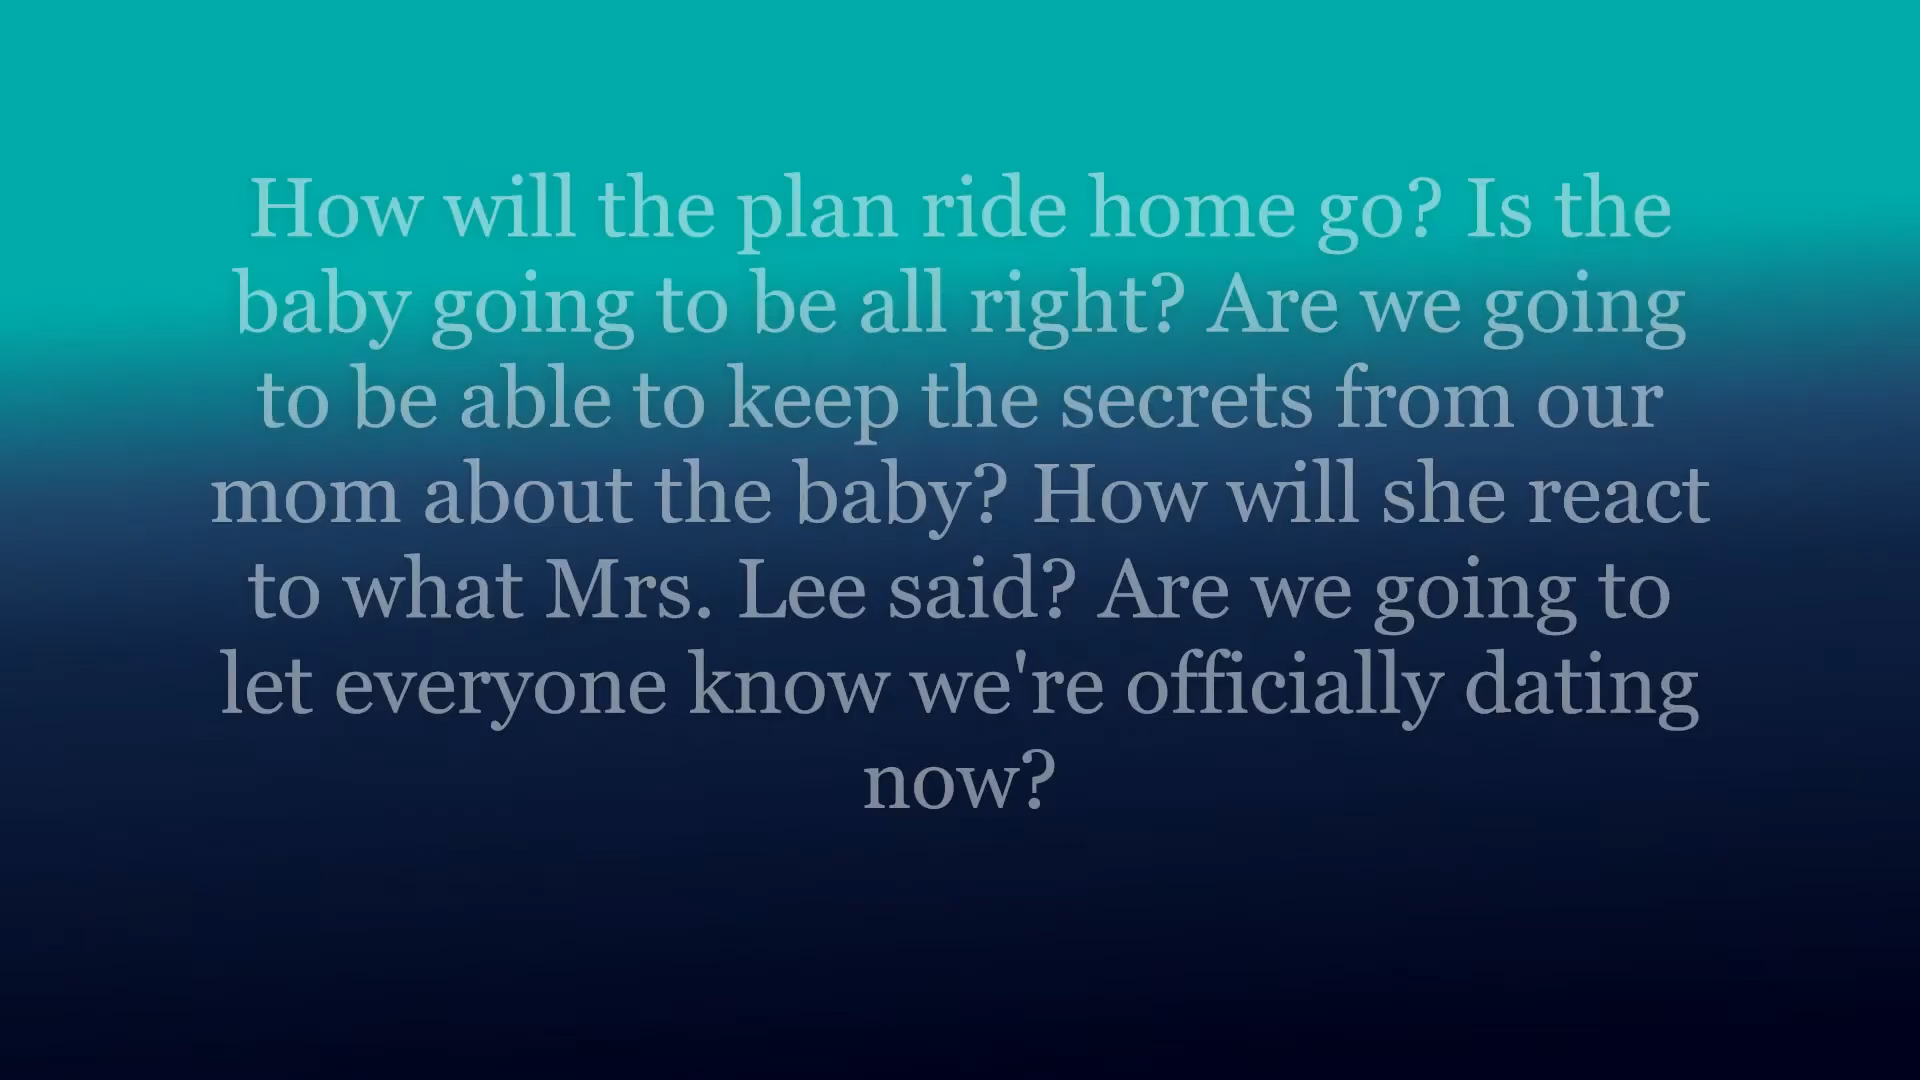 How will the plan ride home go? Is the
baby going to be all right? Are we going
to be able to keep the secrets from our
mom about the baby? How will she react
to what Mrs. Lee said? Are we going to
let everyone know we're officially dating
now?